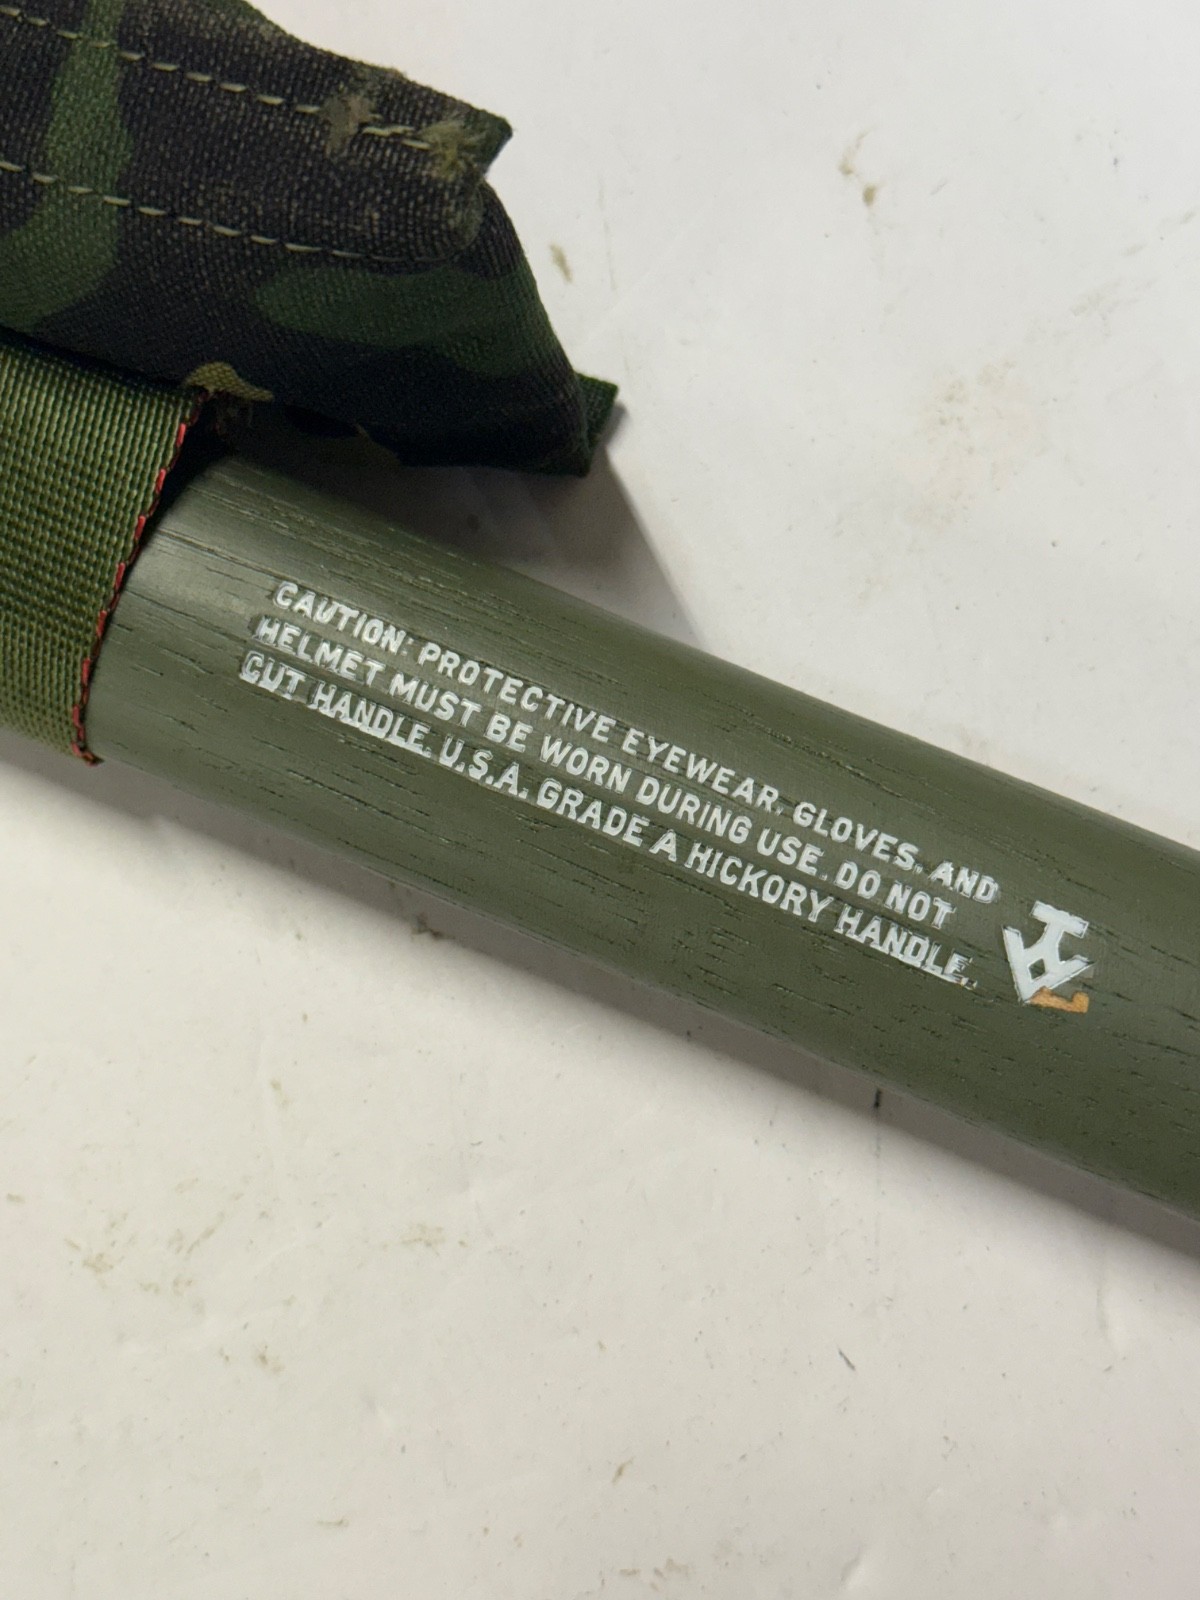 CAUTION: PROTECTIVE EYEWEAR, GLOVES, AND
HELMET MUST BE WORN DURING USE. DO NOT
CUT HANDLE. U.S.A. GRADE A HICKORY HANDLE.